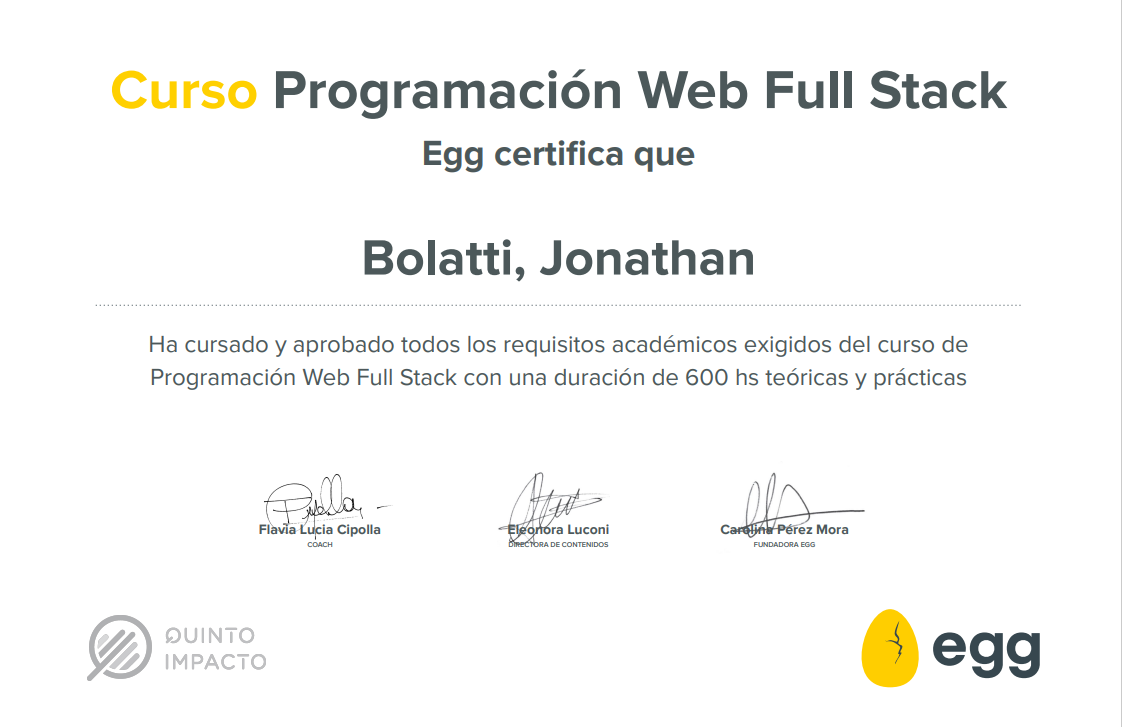 Curso Programación Web Full Stack
Egg certifica que
Bolatti, Jonathan
Ha cursado y aprobado todos los requisitos académicos exigidos del curso de
Programación Web Full Stack con una duración de 600 hs teóricas y prácticas
Flavia Lucia Cipolla
COACH
Eleonora Luconi
DIRECTORA DE CONTENIDOS
Carolina Pérez Mora
FUNDADORA EGG
QUINTO
IMPACTO
egg